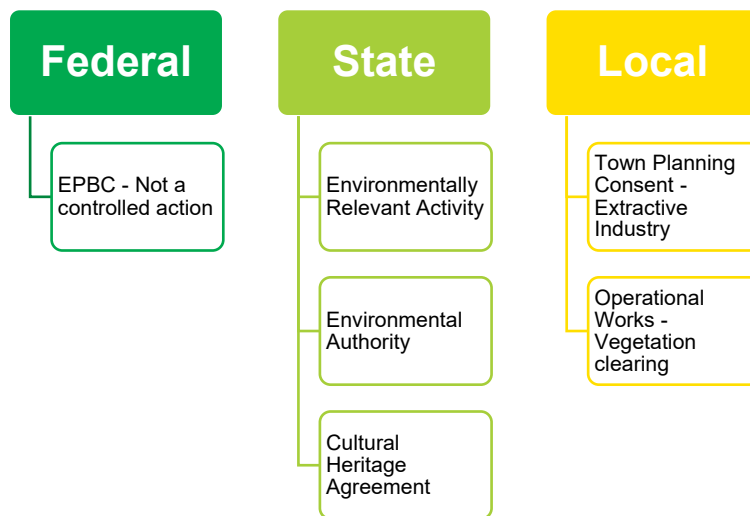 Federal
EPBC - Not a
controlled action
State
Environmentally
Relevant Activity
Environmental
Authority
Cultural
Heritage
Agreement
Local
Town Planning
Consent -
Extractive
Industry
Operational
Works -
Vegetation
clearing